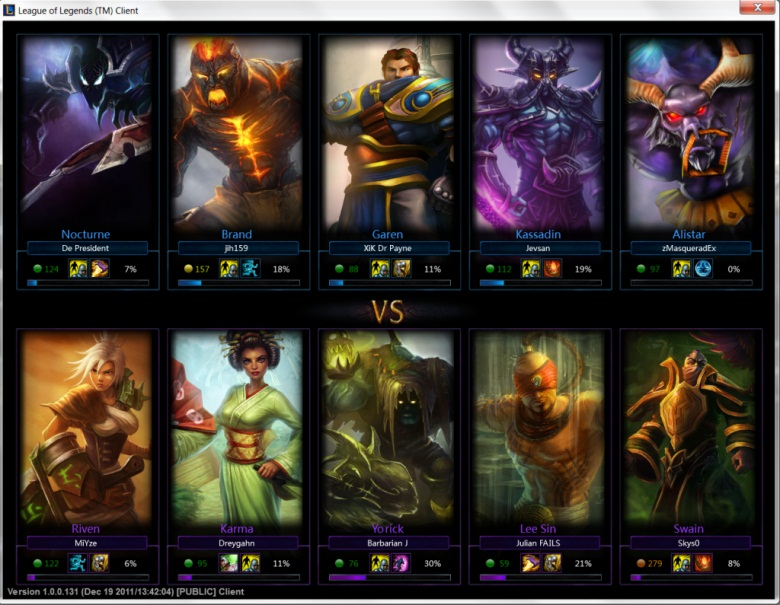 League of Legends (TM) Client
Nocturne Brand Garen Kassadin Alistar
De President jih159 XiK Dr Payne Jevsan zMasqueradEx
124 7% 157 18% 88 11% 112 19% 97 0%
VS
Riven Karma Yorick Lee Sin Swain
MiYze Dreygahn Barbarian J Julian FAILS Skys0
122 6% 95 11% 76 30% 59 21% 279 8%
Version 1.0.0.131 (Dec 19 2011/13:42:04) [PUBLIC] Client